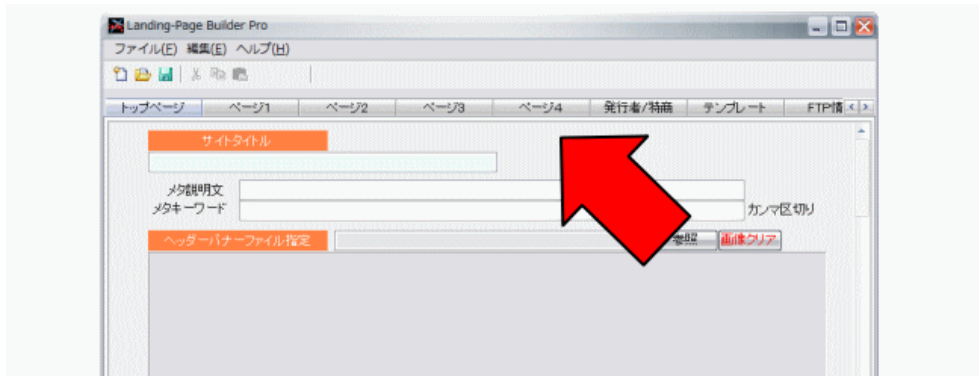 Landing-Page Builder Pro
ファイル(F) 編集(E) ヘルプ(H)
トップページ ページ1 ページ2 ページ3 ページ4 発行者/特商 テンプレート FTP情
サイトタイトル
メタ説明文
メタキーワード カンマ区切り
ヘッダーバナーファイル指定 参照 画像クリア